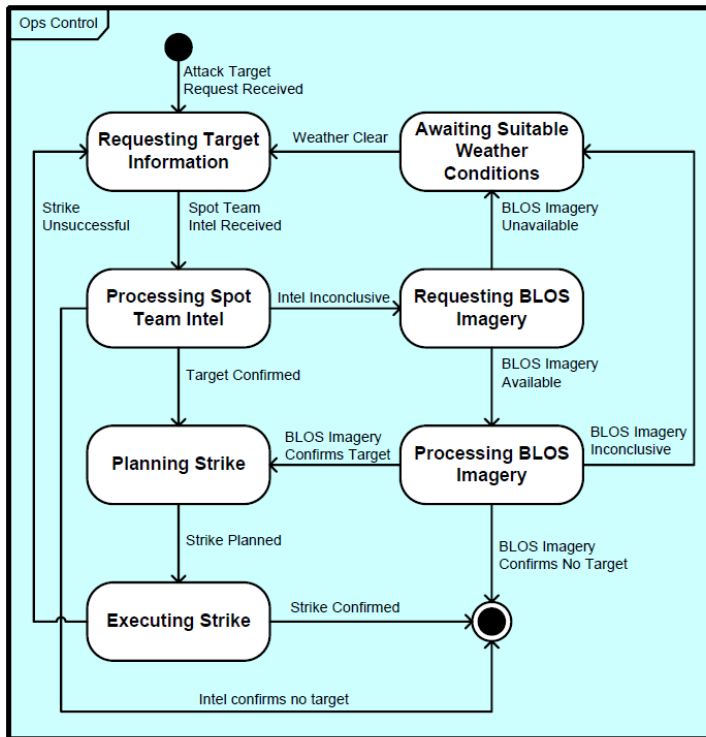 Ops Control
Attack Target
Request Received
Requesting Target
Information
Weather Clear
Awaiting Suitable
Weather
Conditions
Strike
Unsuccessful
Spot Team
Intel Received
BLOS Imagery
Unavailable
Processing Spot
Team Intel
Intel Inconclusive
Requesting BLOS
Imagery
Target Confirmed
BLOS Imagery
Available
Planning Strike
BLOS Imagery
Confirms Target
Processing BLOS
Imagery
BLOS Imagery
Inconclusive
Strike Planned
BLOS Imagery
Confirms No Target
Executing Strike
Strike Confirmed
Intel confirms no target